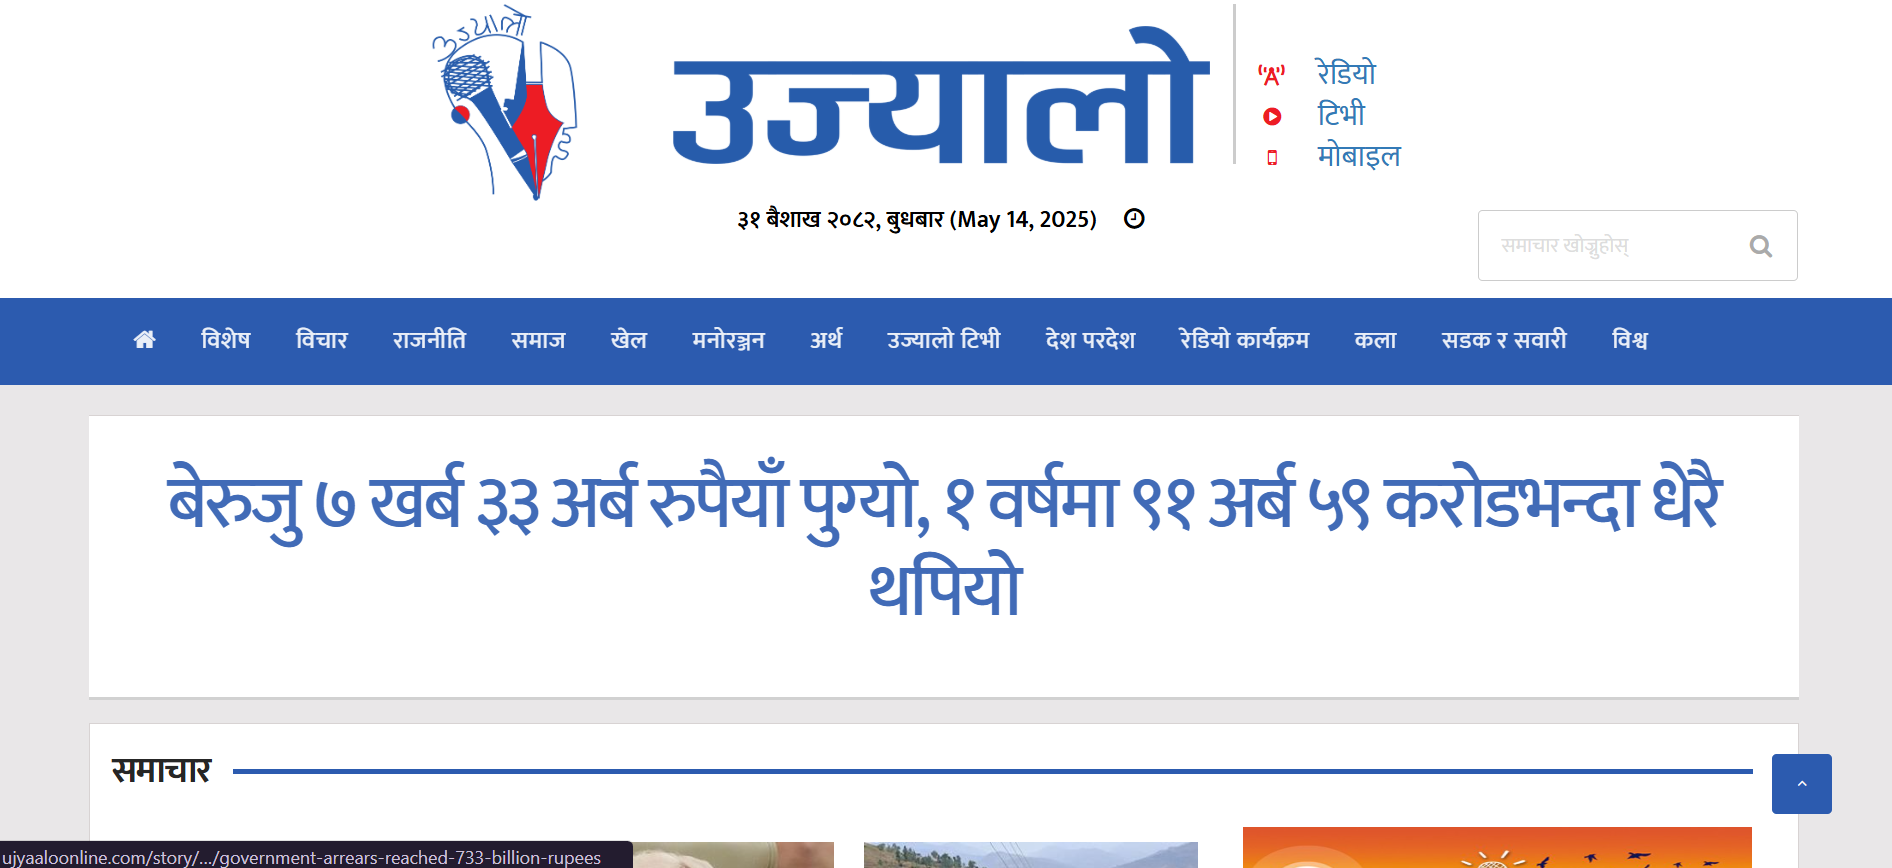 उज्यालो
उज्यालो
रेडियो
टिभी
मोबाइल
३१ बैशाख २०८२, बुधबार (May 14, 2025)
समाचार खोज्नुहोस्
विशेष विचार राजनीति समाज खेल मनोरञ्जन अर्थ उज्यालो टिभी देश परदेश रेडियो कार्यक्रम कला सडक र सवारी विश्व
बेरुजु ७ खर्ब ३३ अर्ब रुपैयाँ पुग्यो, १ वर्षमा ९१ अर्ब ५९ करोडभन्दा धेरै
थपियो
समाचार
ujyaaloonline.com/story/.../government-arrears-reached-733-billion-rupees